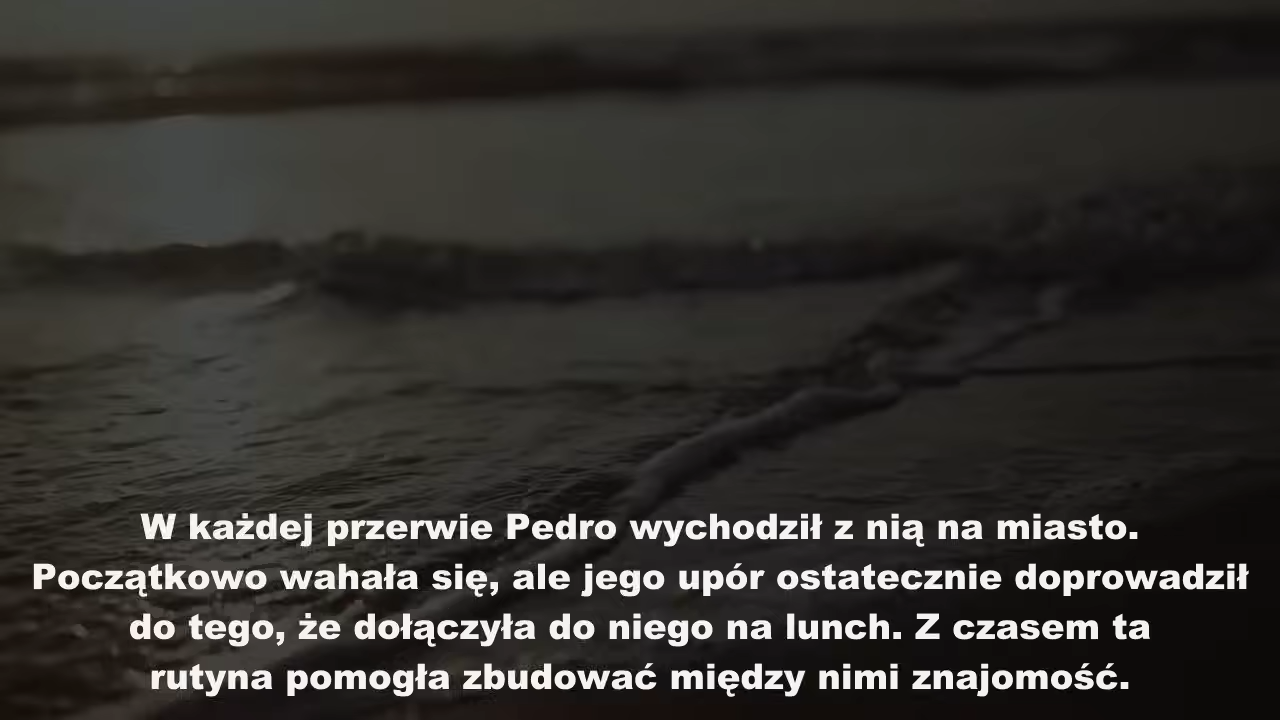 W każdej przerwie Pedro wychodził z nią na miasto.
Początkowo wahała się, ale jego upór ostatecznie doprowadził
do tego, że dołączyła do niego na lunch. Z czasem ta
rutyna pomogła zbudować między nimi znajomość.